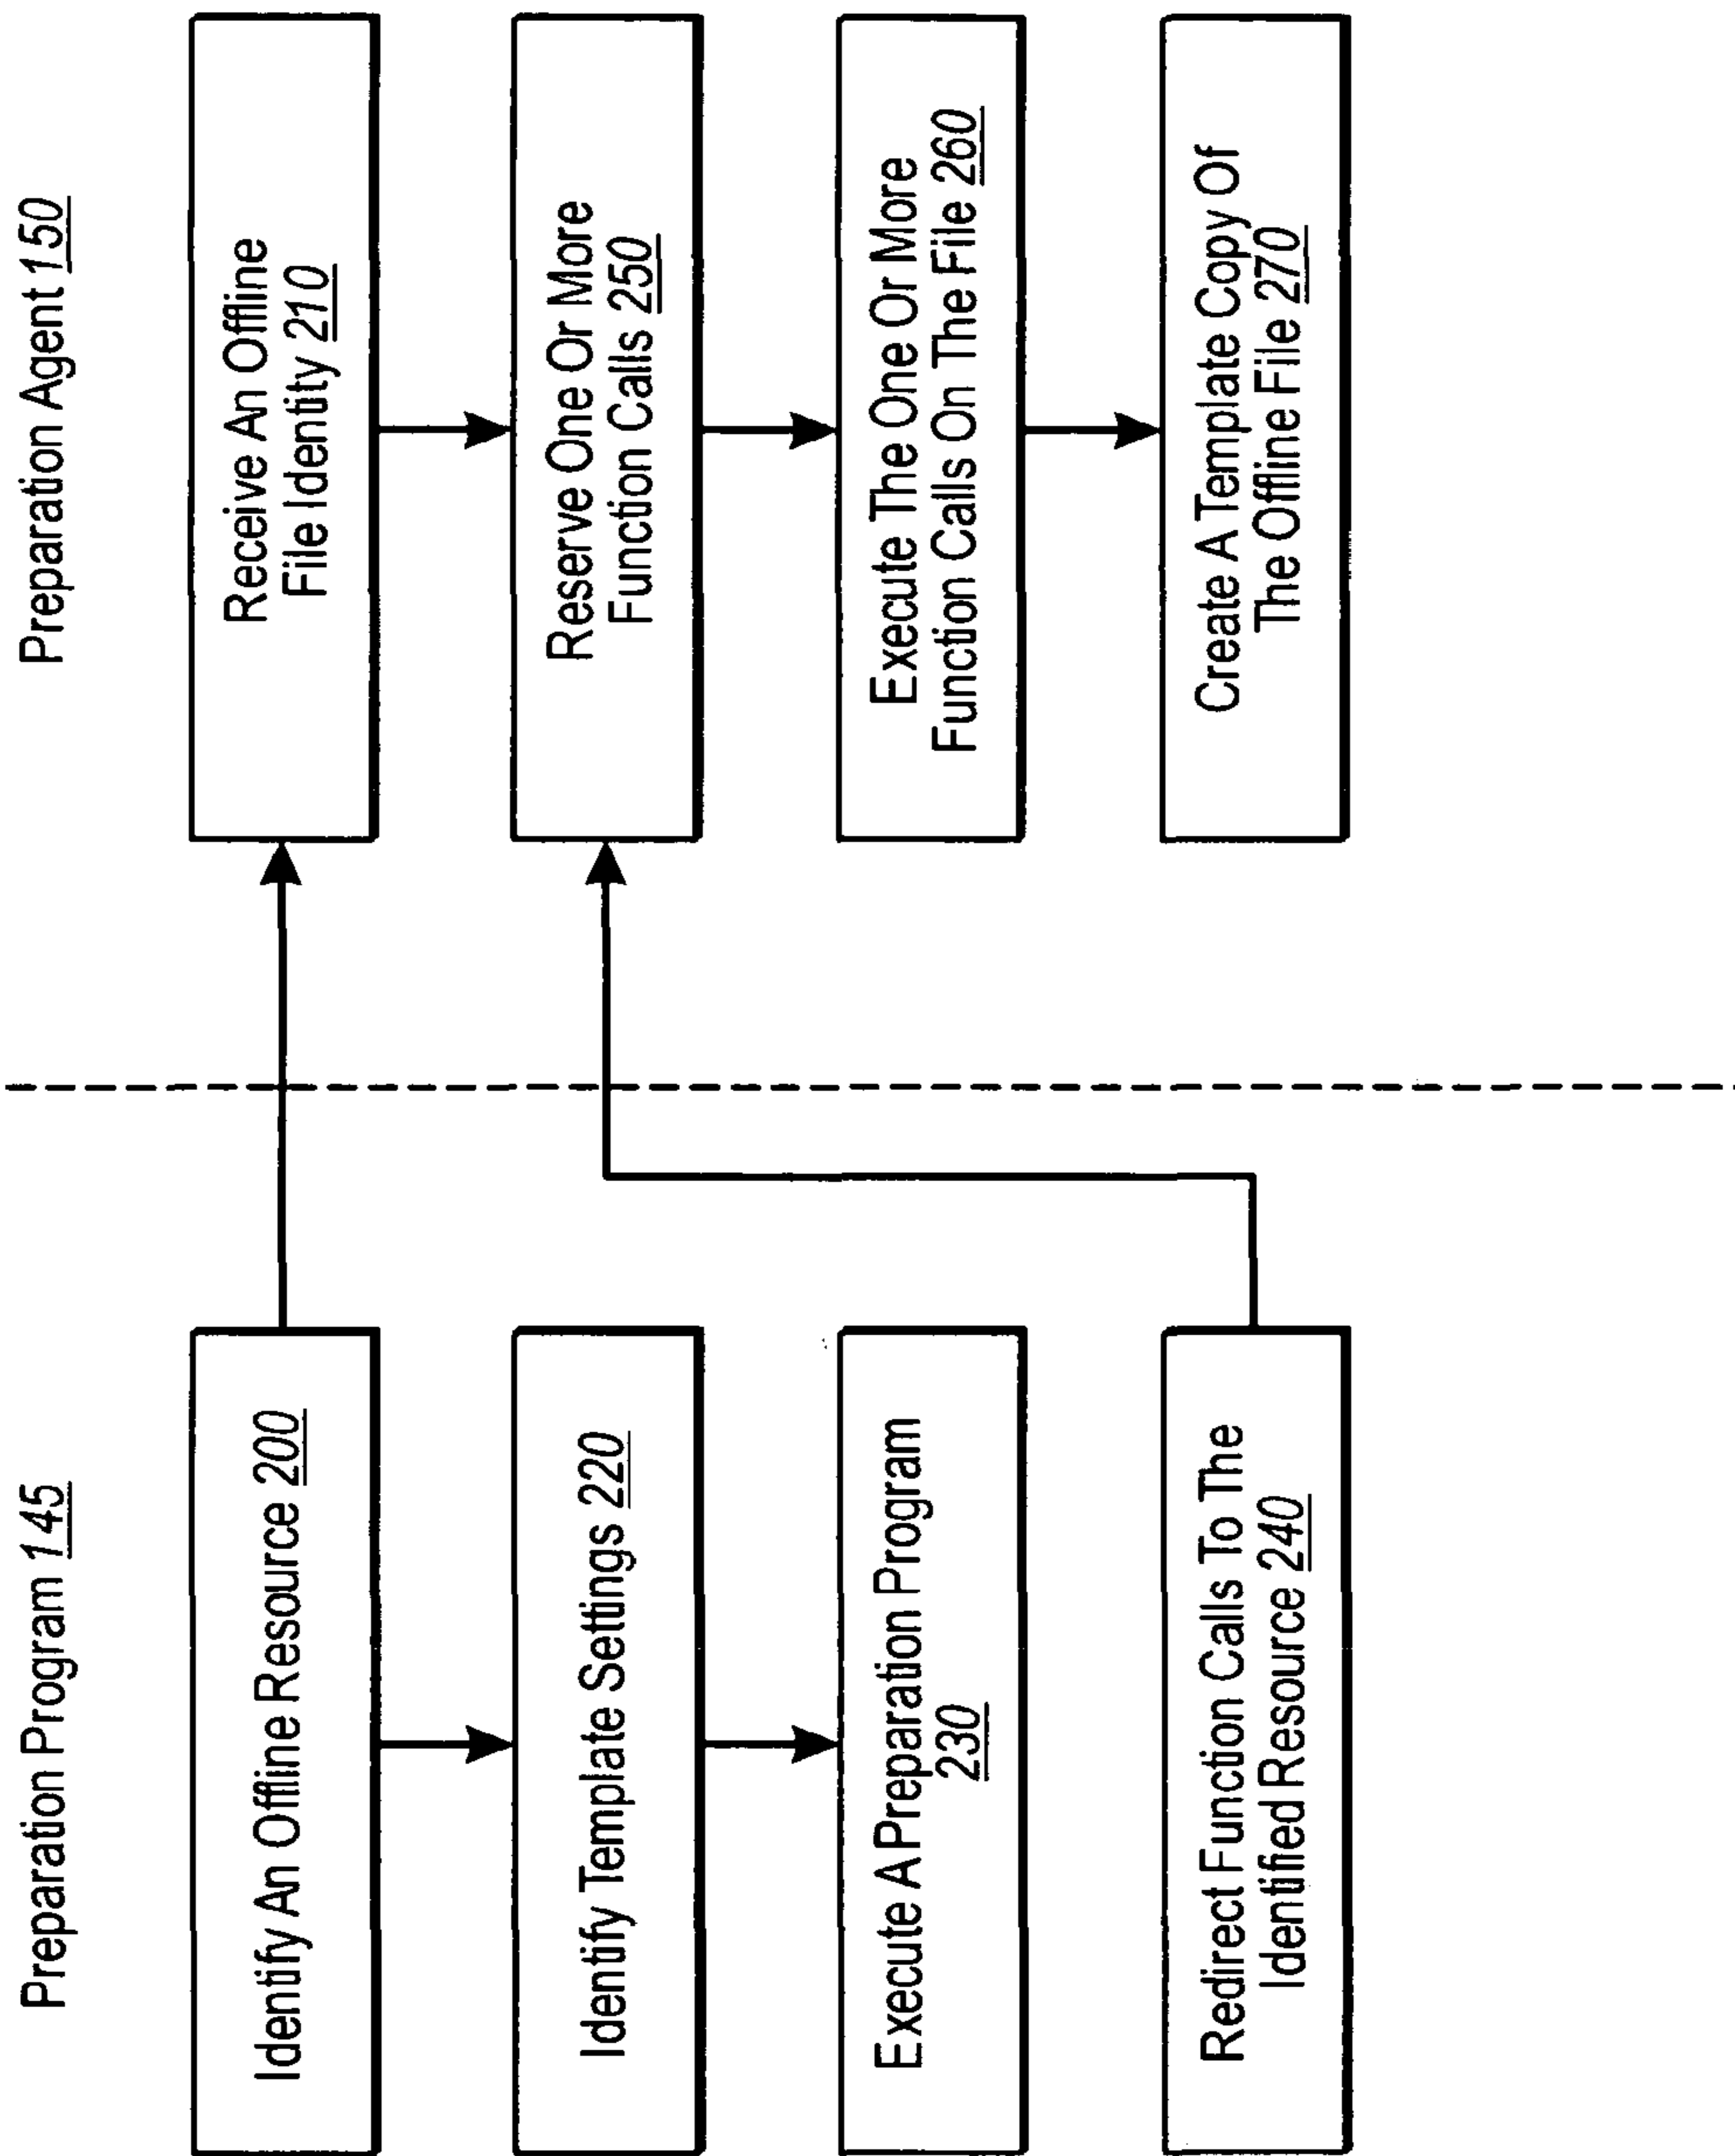 Preparation Program 145
Identify An Offline Resource 200
Identify Template Settings 220
Execute A Preparation Program
230
Redirect Function Calls To The
Identified Resource 240
Preparation Agent 150
Receive An Offline
File Identity 210
Reserve One Or More
Function Calls 250
Execute The One Or More
Function Calls On The File 260
Create A Template Copy Of
The Offline File 270